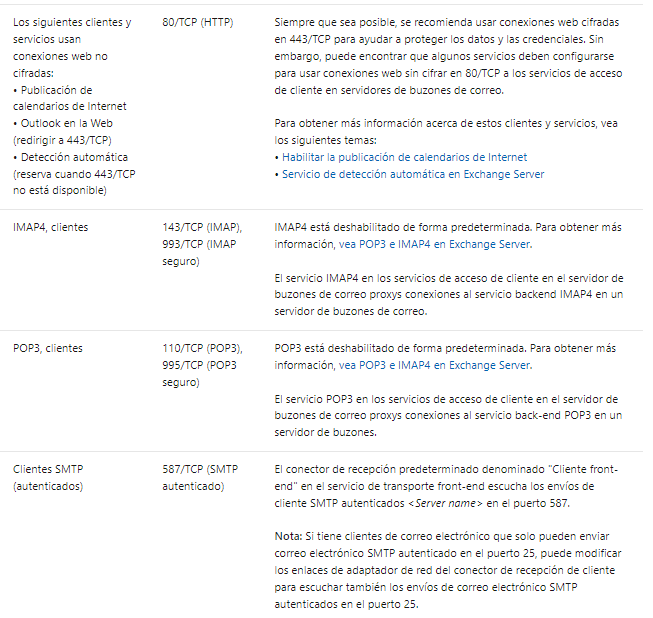 Los siguientes clientes y
servicios usan
conexiones web no
cifradas:
• Publicación de
calendarios de Internet
• Outlook en la Web
(redirigir a 443/TCP)
• Detección automática
(reserva cuando 443/TCP
no está disponible)
80/TCP (HTTP)
Siempre que sea posible, se recomienda usar conexiones web cifradas
en 443/TCP para ayudar a proteger los datos y las credenciales. Sin
embargo, puede encontrar que algunos servicios deben configurarse
para usar conexiones web sin cifrar en 80/TCP a los servicios de acceso
de cliente en servidores de buzones de correo.
Para obtener más información acerca de estos clientes y servicios, vea
los siguientes temas:
• Habilitar la publicación de calendarios de Internet
• Servicio de detección automática en Exchange Server
IMAP4, clientes
143/TCP (IMAP),
993/TCP (IMAP
seguro)
IMAP4 está deshabilitado de forma predeterminada. Para obtener más
información, vea POP3 e IMAP4 en Exchange Server.
El servicio IMAP4 en los servicios de acceso de cliente en el servidor de
buzones de correo proxys conexiones al servicio backend IMAP4 en un
servidor de buzones de correo.
POP3, clientes
110/TCP (POP3),
995/TCP (POP3
seguro)
POP3 está deshabilitado de forma predeterminada. Para obtener más
información, vea POP3 e IMAP4 en Exchange Server.
El servicio POP3 en los servicios de acceso de cliente en el servidor de
buzones de correo proxys conexiones al servicio back-end POP3 en un
servidor de buzones.
Clientes SMTP
(autenticados)
587/TCP (SMTP
autenticado)
El conector de recepción predeterminado denominado "Cliente front-
end" en el servicio de transporte front-end escucha los envíos de
cliente SMTP autenticados <Server name> en el puerto 587.
Nota: Si tiene clientes de correo electrónico que solo pueden enviar
correo electrónico SMTP autenticado en el puerto 25, puede modificar
los enlaces de adaptador de red del conector de recepción de cliente
para escuchar también los envíos de correo electrónico SMTP
autenticados en el puerto 25.